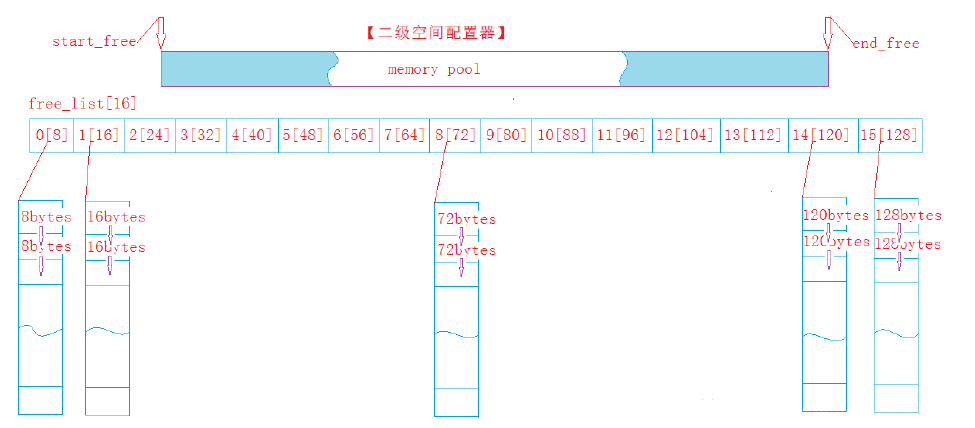 【二级空间配置器】
start_free
end_free
memory pool
free_list[16]
0[8] 1[16] 2[24] 3[32] 4[40] 5[48] 6[56] 7[64] 8[72] 9[80] 10[88] 11[96] 12[104] 13[112] 14[120] 15[128]
8bytes 16bytes 72bytes 120bytes 128bytes
8bytes 16bytes 72bytes 120bytes 128bytes